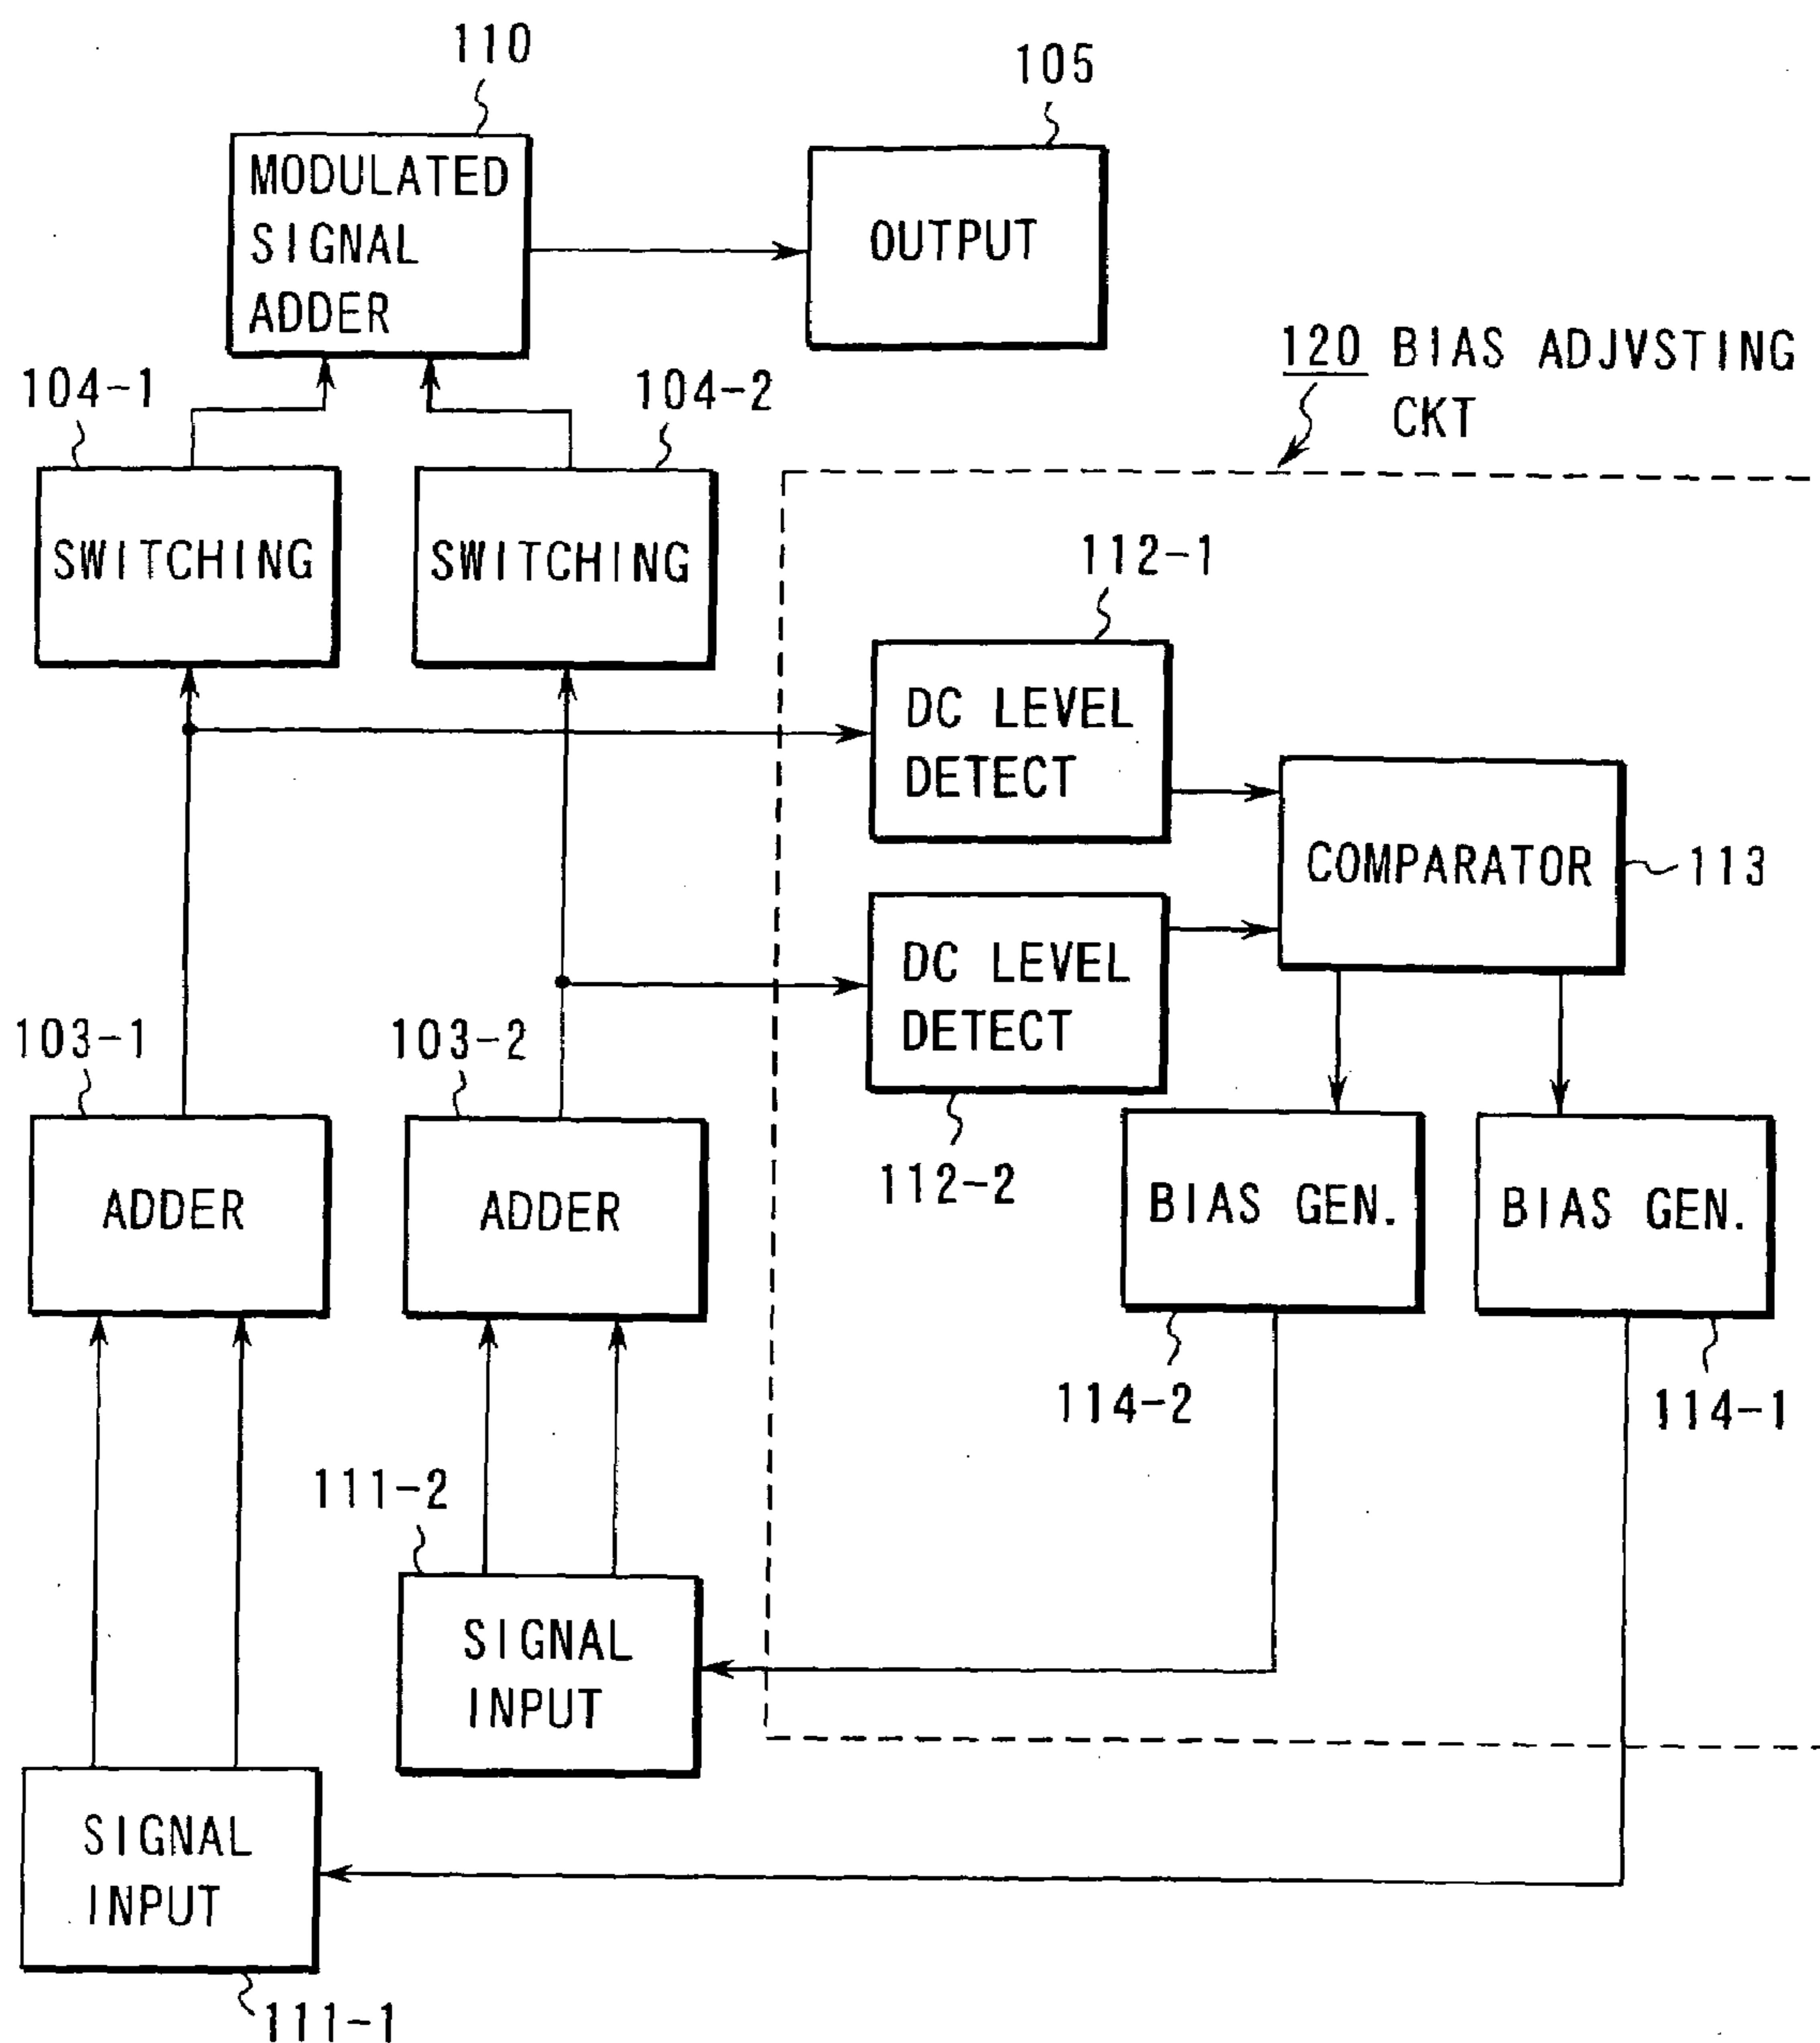 110
105
MODULATED
SIGNAL
ADDER
OUTPUT
120 BIAS ADJVSTING
CKT
104-1
104-2
SWITCHING
SWITCHING
112-1
DC LEVEL
DETECT
COMPARATOR
113
DC LEVEL
DETECT
112-2
103-1
103-2
ADDER
ADDER
BIAS GEN.
BIAS GEN.
114-2
114-1
111-2
SIGNAL
INPUT
SIGNAL
INPUT
111-1